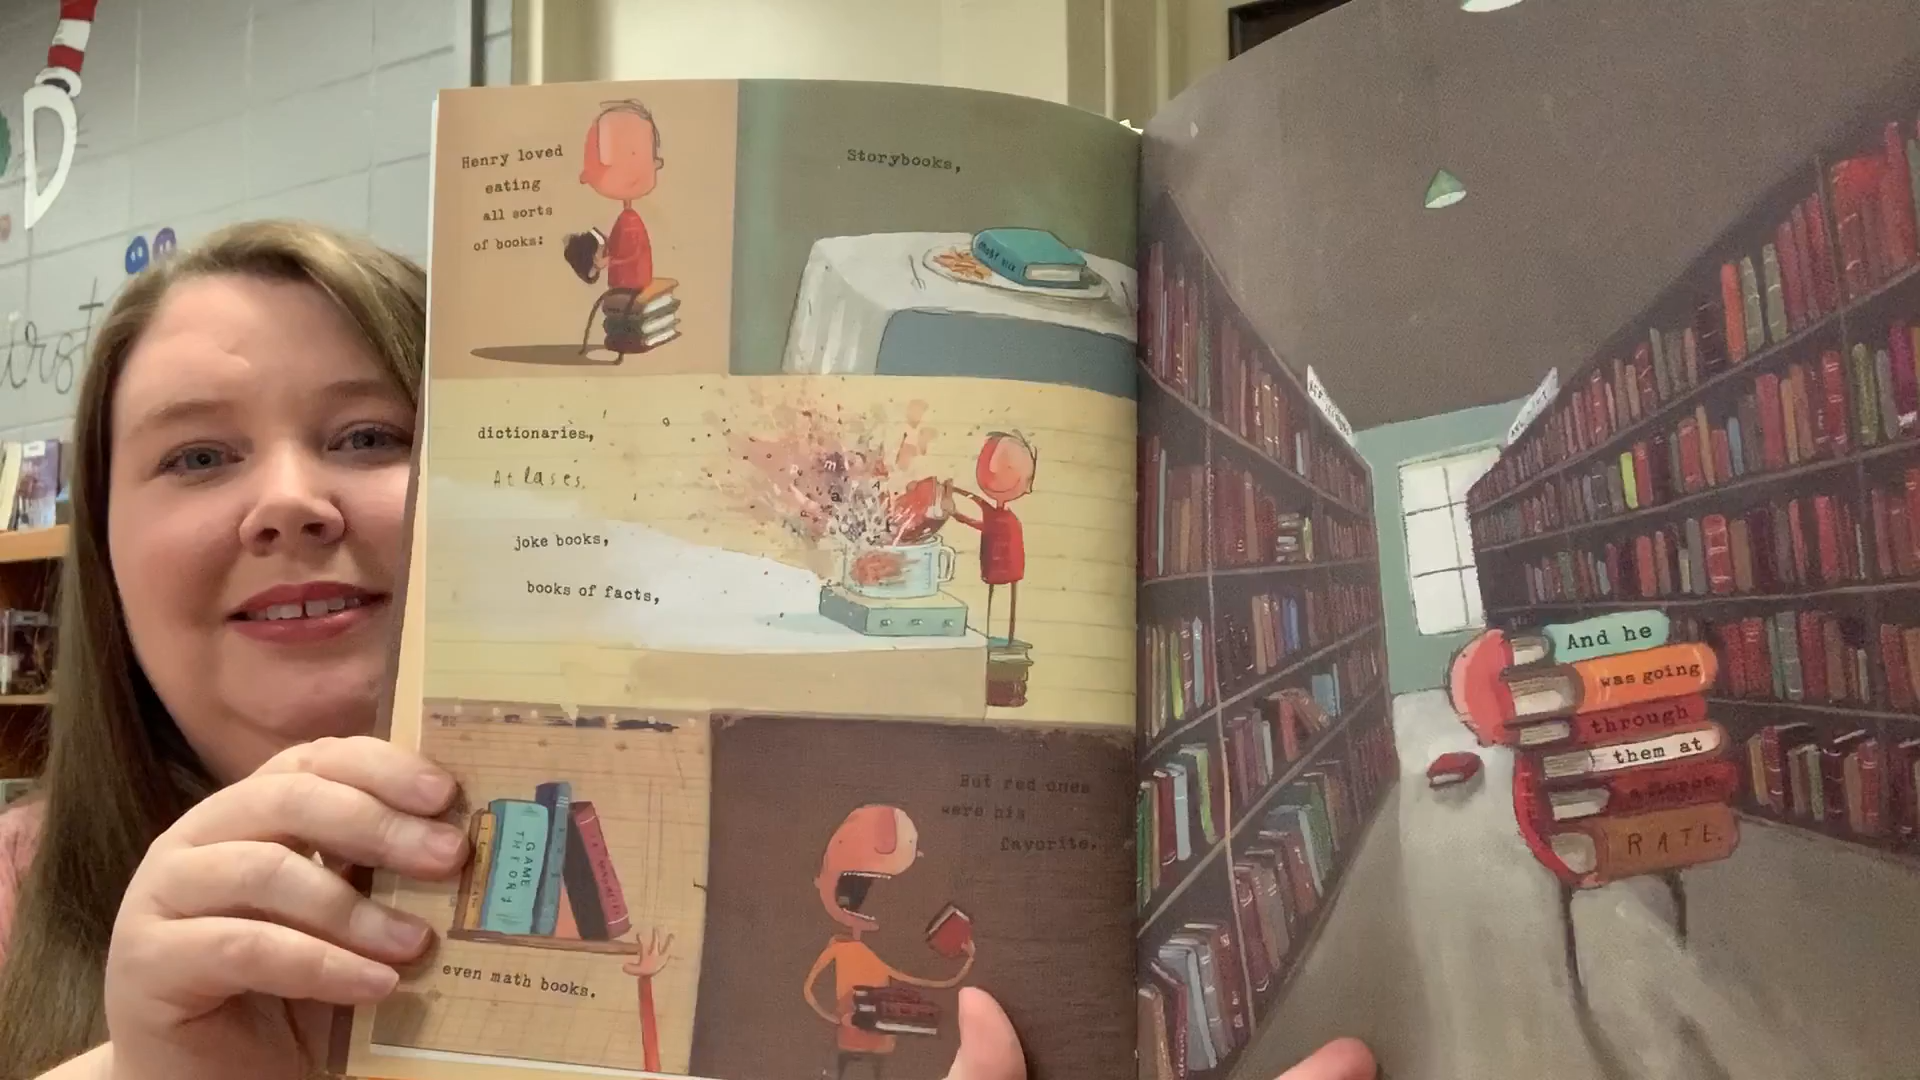 Henry loved
eating
all sorts
of books:
Storybooks,
dictionaries,
Atlases,
joke books,
books of facts,
GAME
THEORY
even math books.
But red ones
were his
favorite.
And he
was going
through
them at
a fierce
RATE.